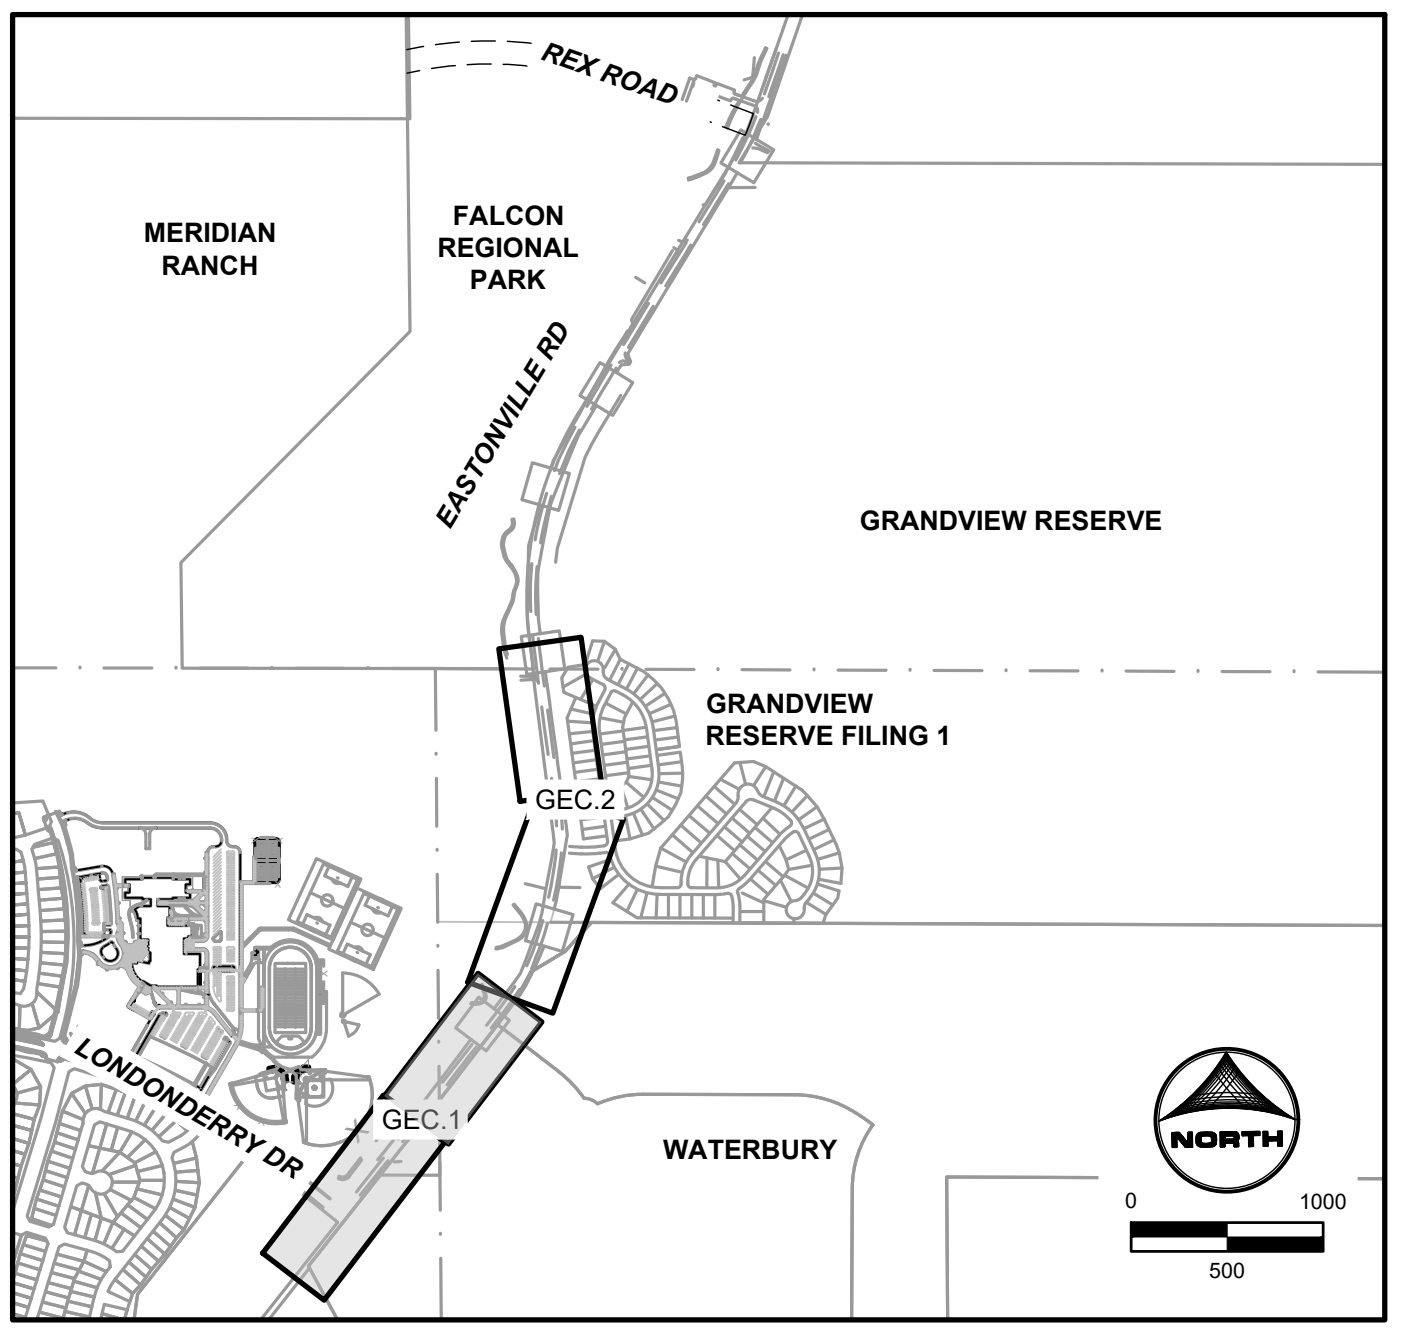 REX ROAD
MERIDIAN
RANCH
FALCON
REGIONAL
PARK
EASTONVILLE RD
GRANDVIEW RESERVE
GRANDVIEW
RESERVE FILING 1
GEC.2
LONDONDERRY DR
GEC.1
WATERBURY
NORTH
0 1000
500